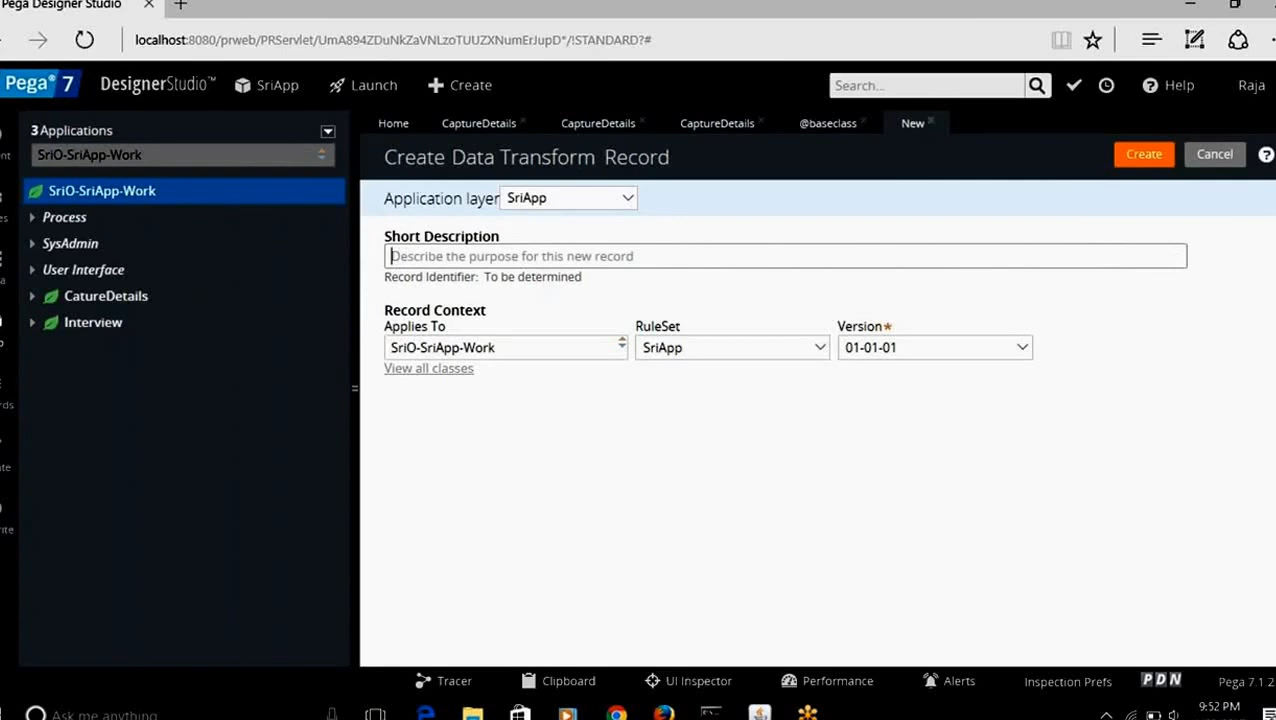 Pega Designer Studio
localhost:8080/prweb/PRServlet/UmA894ZDuNkZaVNLzoTUUZXNumErJupD*/!STANDARD?#
Pega 7 DesignerStudio™ SriApp Launch Create Search... Help Raja
3 Applications
SriO-SriApp-Work
SriO-SriApp-Work
Process
SysAdmin
User Interface
CatureDetails
Interview
Home CaptureDetails CaptureDetails CaptureDetails @baseclass New
Create Data Transform Record Create Cancel
Application layer SriApp
Short Description
Describe the purpose for this new record
Record Identifier: To be determined
Record Context
Applies To RuleSet Version*
SriO-SriApp-Work SriApp 01-01-01
View all classes
Tracer Clipboard UI Inspector Performance Alerts Inspection Prefs PDN Pega 7.1 2
Ask me anything 9:52 PM